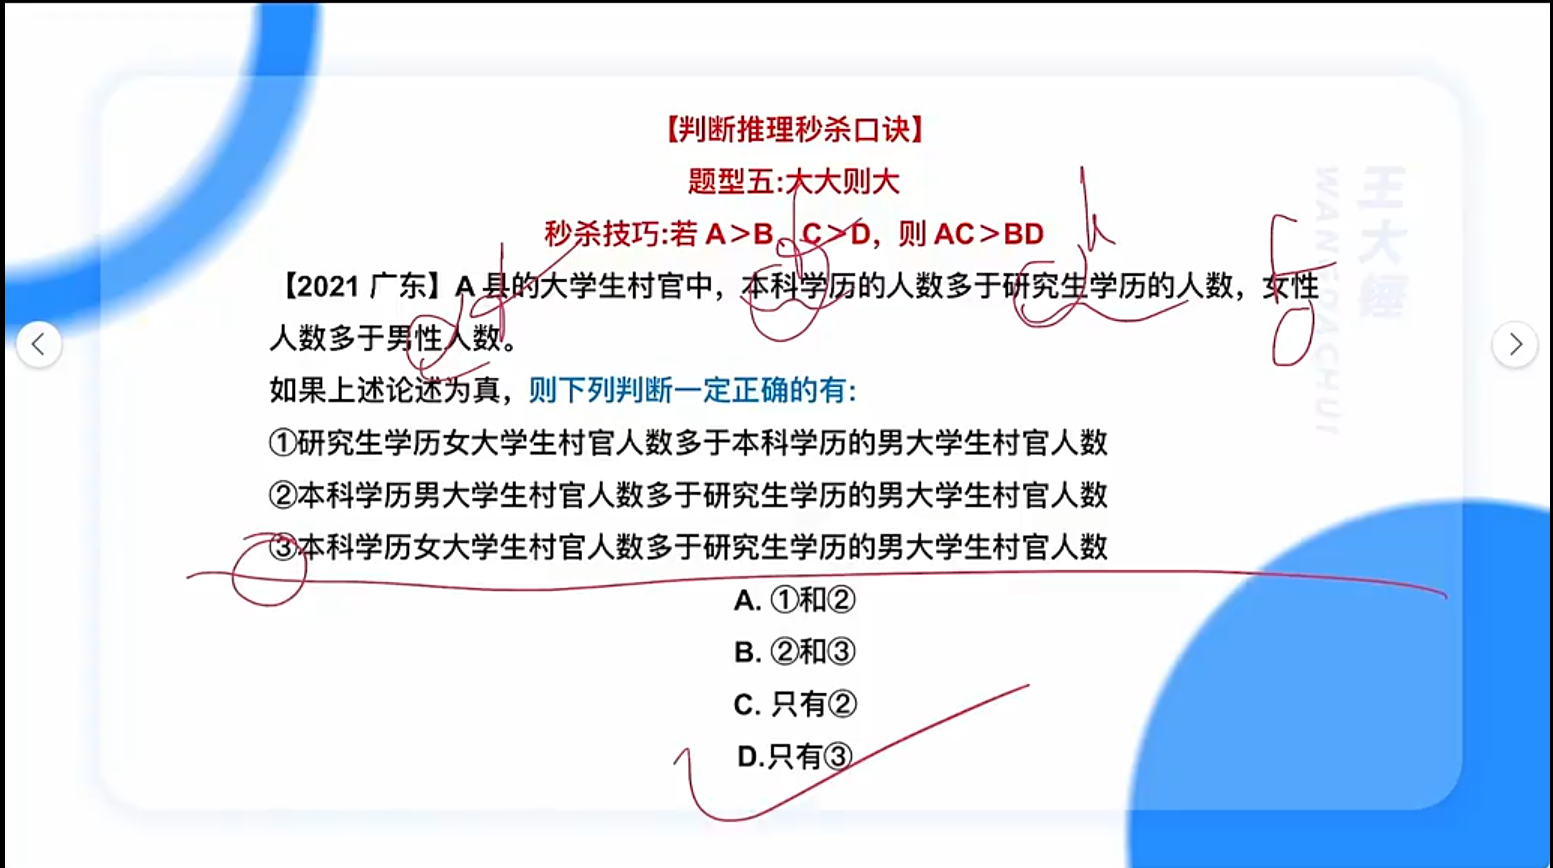 【判断推理秒杀口诀】
题型五:大大则大
秒杀技巧:若 A>B、C>D，则 AC>BD
【2021 广东】A 县的大学生村官中，本科学历的人数多于研究生学历的人数，女性
人数多于男性人数。
如果上述论述为真，则下列判断一定正确的有:
①研究生学历女大学生村官人数多于本科学历的男大学生村官人数
②本科学历男大学生村官人数多于研究生学历的男大学生村官人数
③本科学历女大学生村官人数多于研究生学历的男大学生村官人数
A. ①和②
B. ②和③
C. 只有②
D.只有③
王大锤
WANGDACHUI